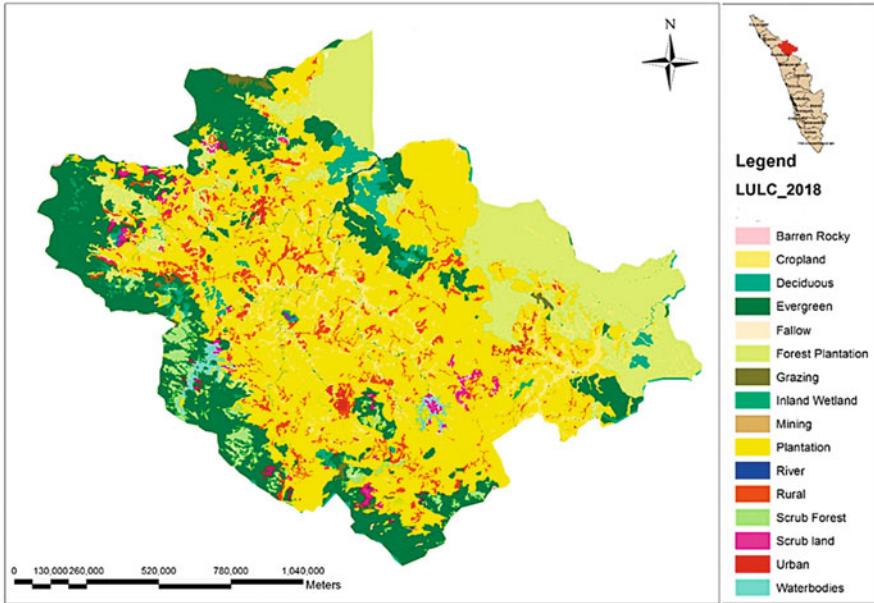 N
Legend
LULC_2018
Barren Rocky
Cropland
Deciduous
Evergreen
Fallow
Forest Plantation
Grazing
Inland Wetland
Mining
Plantation
River
Rural
Scrub Forest
Scrub land
Urban
Waterbodies
0 130,000 260,000 520,000 780,000 1,040,000
Meters